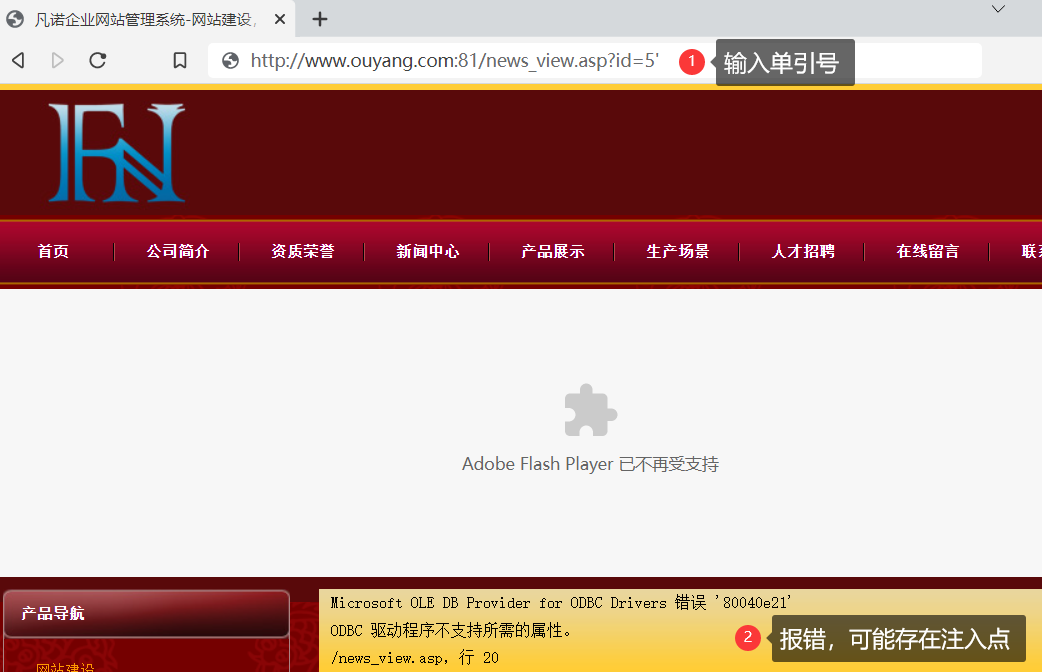 凡诺企业网站管理系统-网站建设,
http://www.ouyang.com:81/news_view.asp?id=5'
1 输入单引号
FN
首页 公司简介 资质荣誉 新闻中心 产品展示 生产场景 人才招聘 在线留言 联系
Adobe Flash Player 已不再受支持
产品导航
网站建设
Microsoft OLE DB Provider for ODBC Drivers 错误 '80040e21'
ODBC 驱动程序不支持所需的属性。
/news_view.asp，行 20
2 报错，可能存在注入点